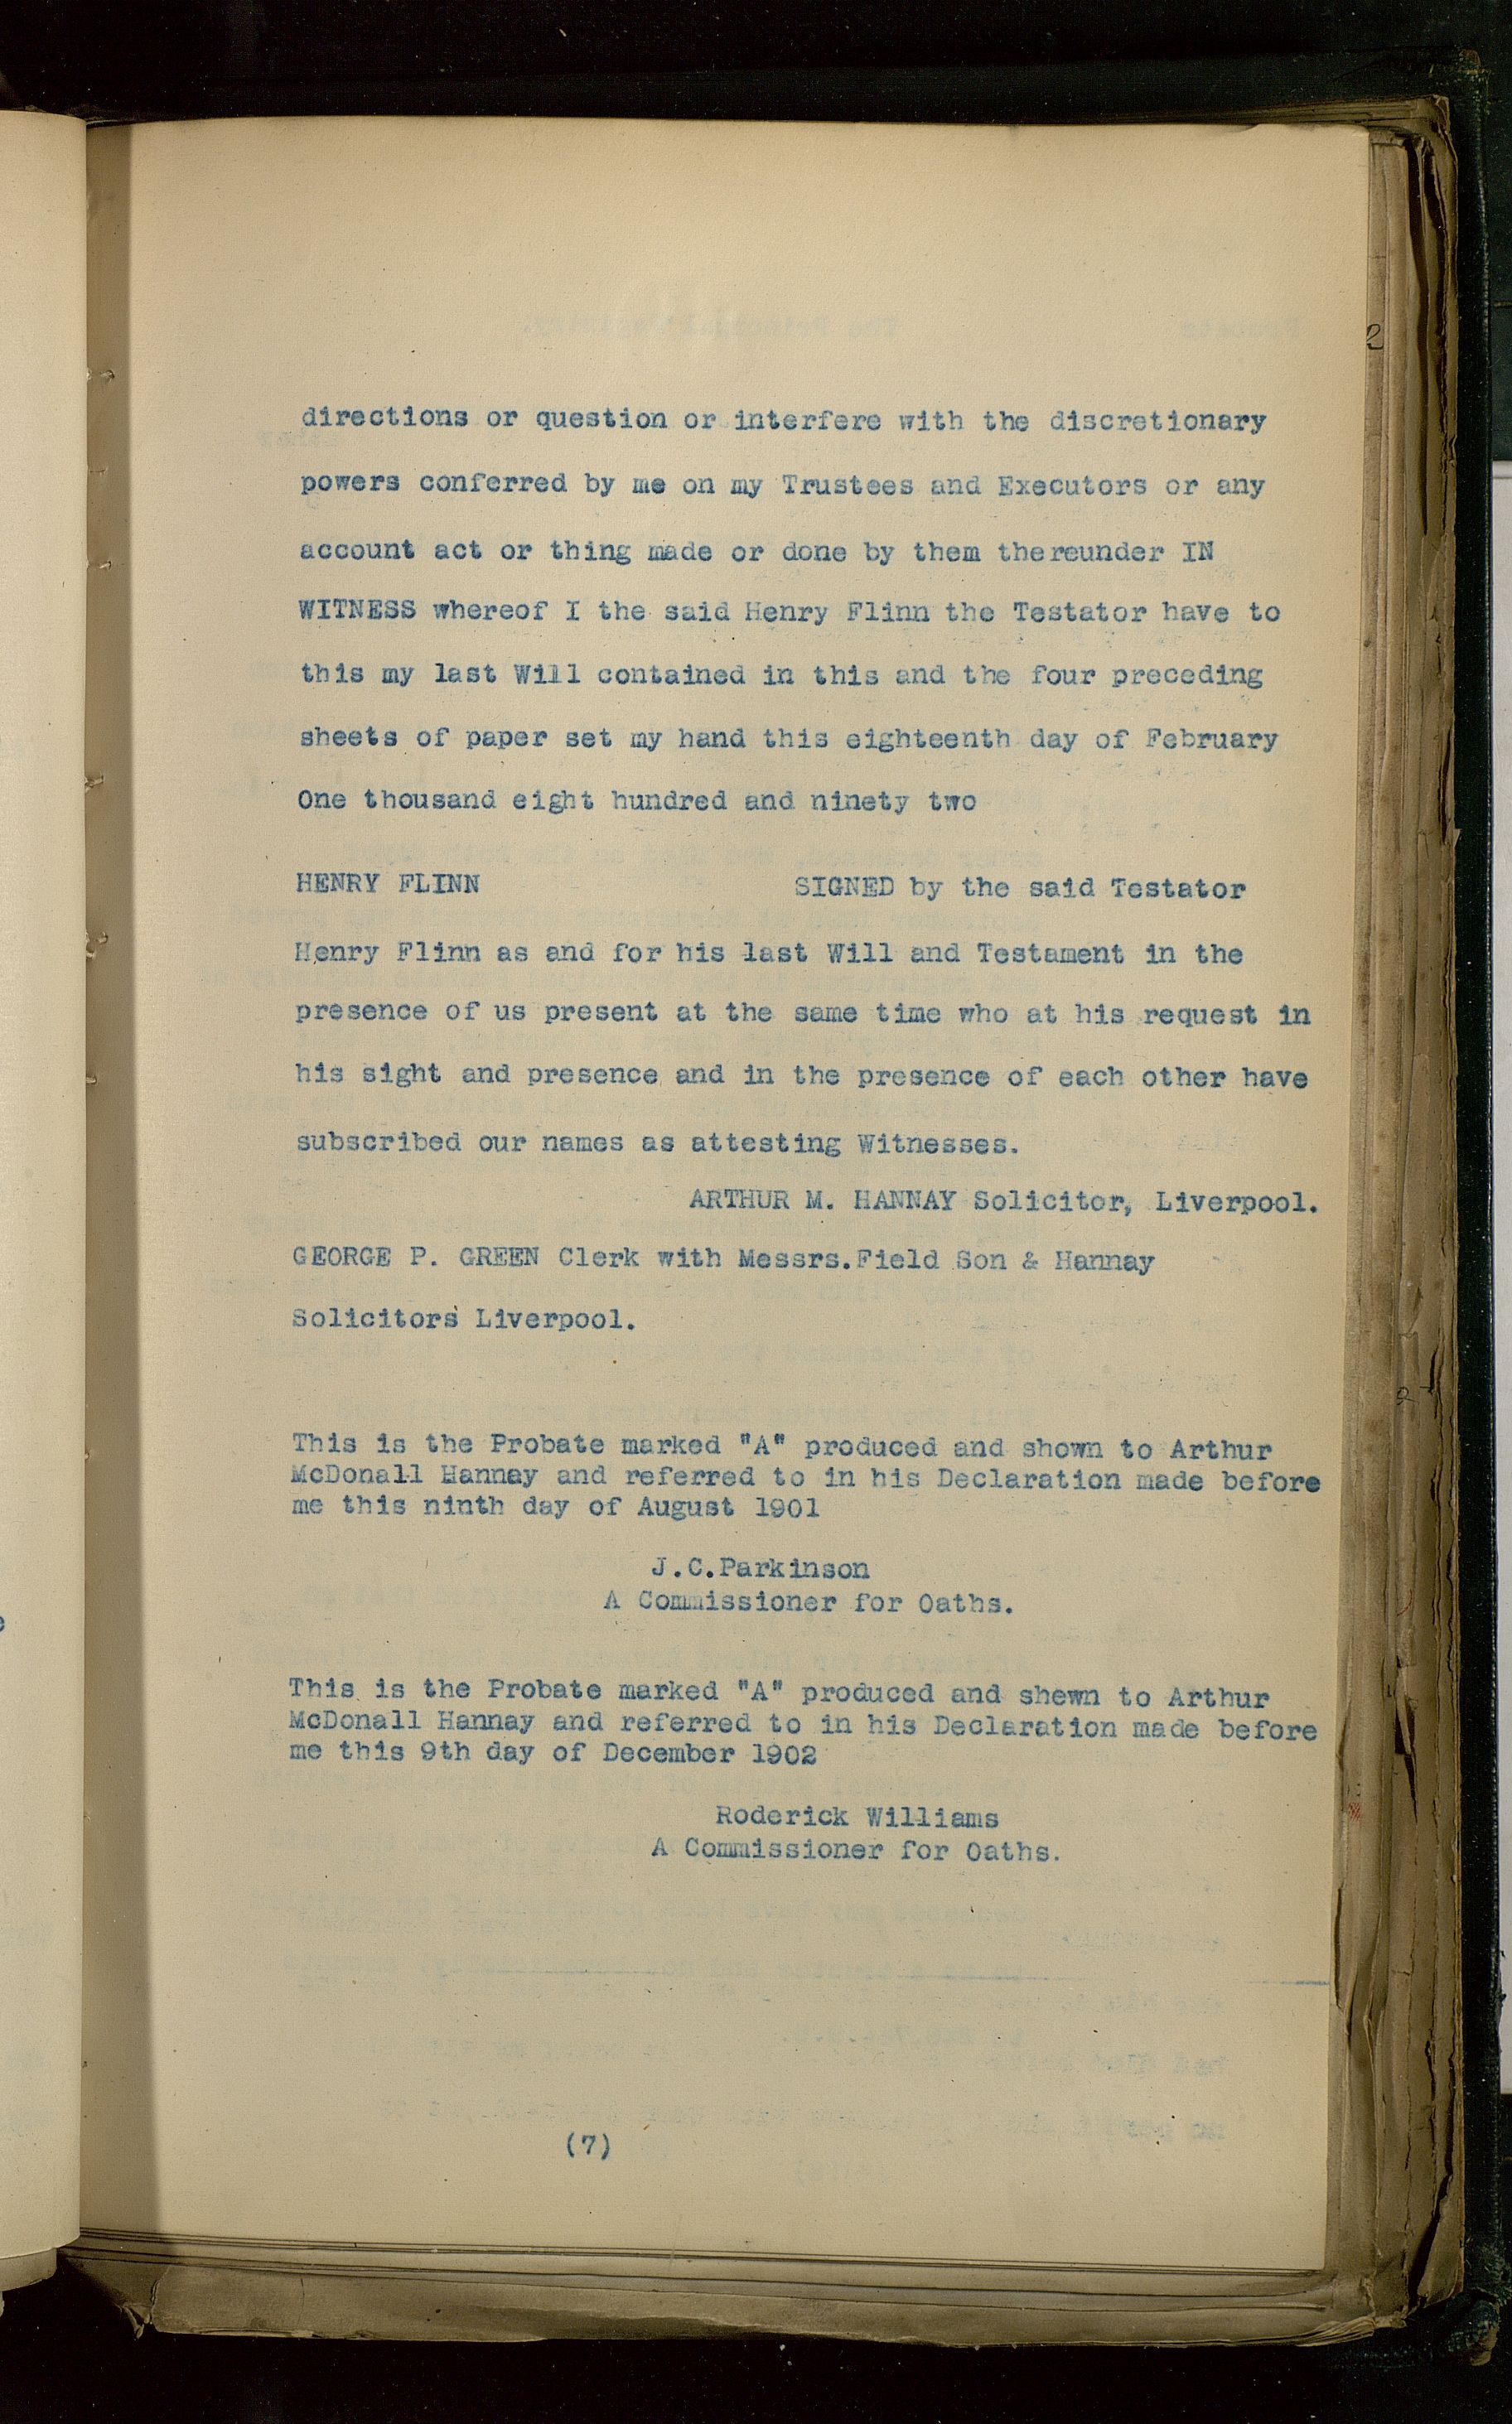 directions or question or interfere with the discretionary
powers conferred by me on my Trustees and Executors or any
account act or thing made or done by them thereunder IN
WITNESS whereof I the said Henry Flinn the Testator have to
this my last Will contained in this and the four preceding
sheets of paper set my hand this eighteenth day of February
One thousand eight hundred and ninety two
HENRY FLINN SIGNED by the said Testator
Henry Flinn as and for his last Will and Testament in the
presence of us present at the same time who at his request in
his sight and presence and in the presence of each other have
subscribed our names as attesting Witnesses.
ARTHUR M. HANNAY Solicitor, Liverpool.
GEORGE P. GREEN Clerk with Messrs.Field Son & Hannay
Solicitors Liverpool.
This is the Probate marked "A" produced and shown to Arthur
McDonall Hannay and referred to in his Declaration made before
me this ninth day of August 1901
J.C.Parkinson
A Commissioner for Oaths.
This is the Probate marked "A" produced and shewn to Arthur
McDonall Hannay and referred to in his Declaration made before
me this 9th day of December 1902
Roderick Williams
A Commissioner for Oaths.
(7)